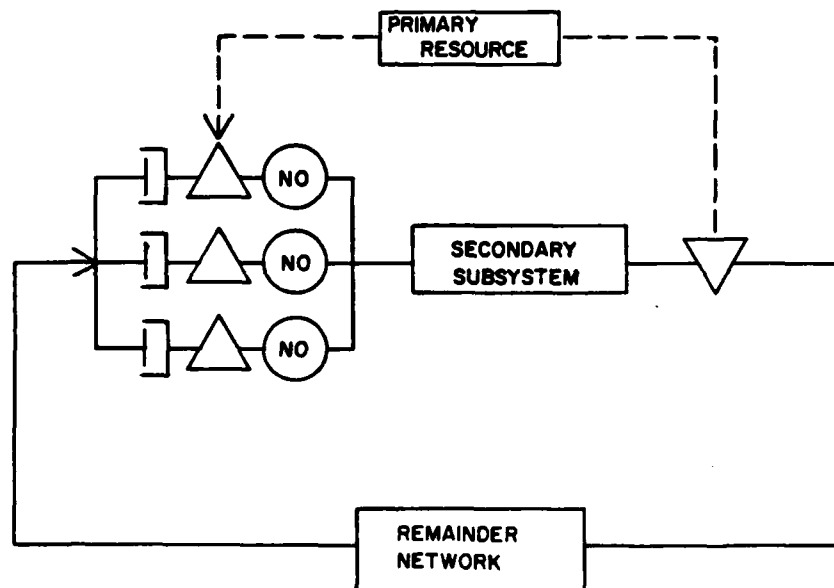 PRIMARY
RESOURCE
NO
NO
NO
SECONDARY
SUBSYSTEM
REMAINDER
NETWORK